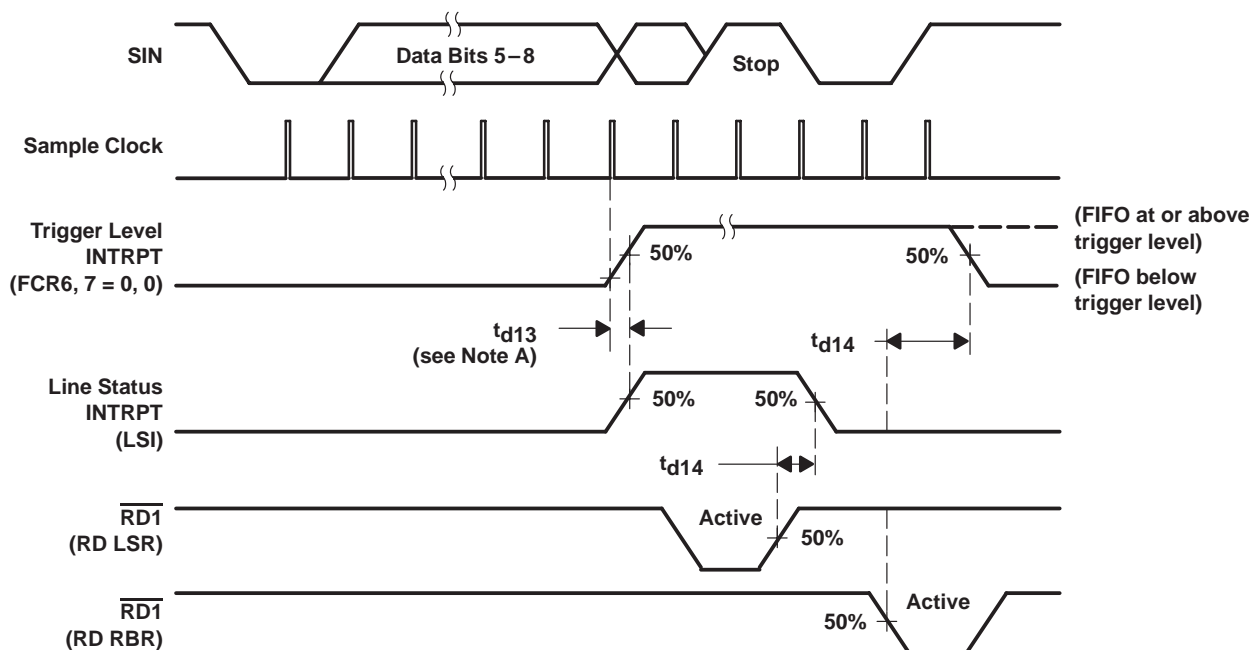 SIN
Data Bits 5–8
Stop
Sample Clock
Trigger Level
INTRPT
(FCR6, 7 = 0, 0)
50%
50%
(FIFO at or above
trigger level)
(FIFO below
trigger level)
td13
(see Note A)
td14
Line Status
INTRPT
(LSI)
50%
50%
td14
RD1
(RD LSR)
Active
50%
RD1
(RD RBR)
50%
Active